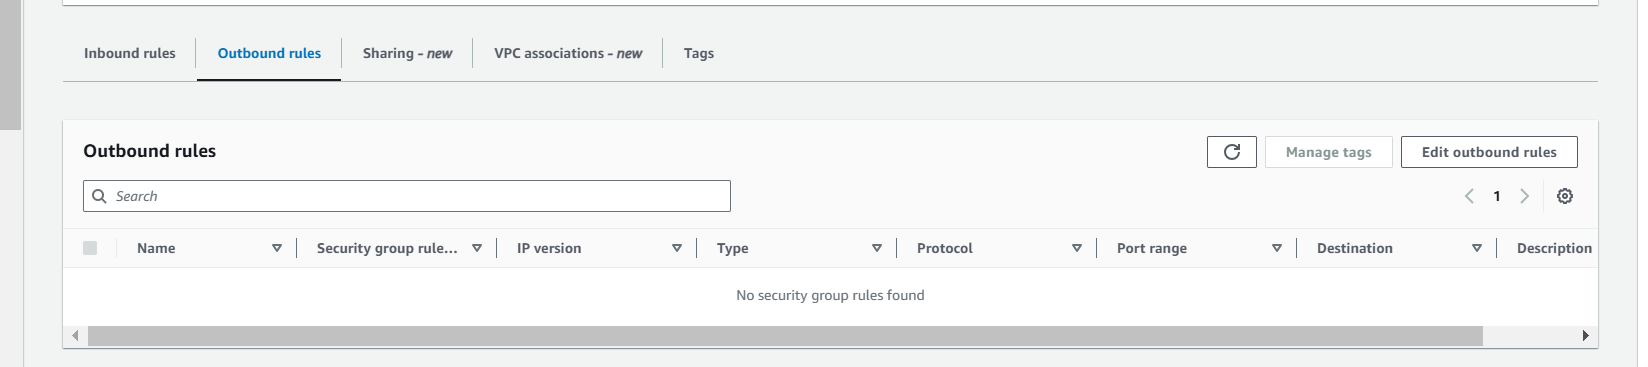 Inbound rules Outbound rules Sharing - new VPC associations - new Tags
Outbound rules
Manage tags Edit outbound rules
Search
1
Name Security group rule... IP version Type Protocol Port range Destination Description
No security group rules found